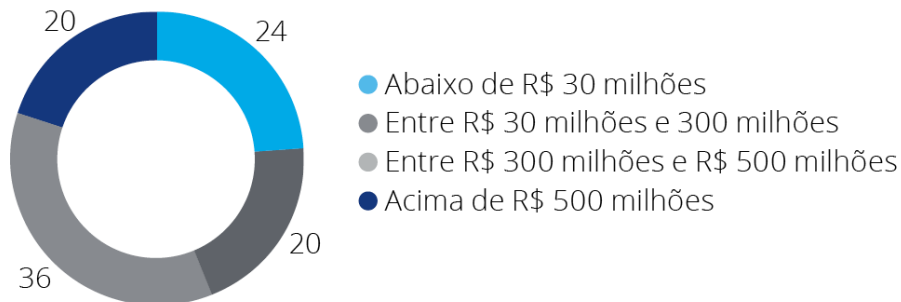 20
24
Abaixo de R$ 30 milhões
Entre R$ 30 milhões e 300 milhões
Entre R$ 300 milhões e R$ 500 milhões
Acima de R$ 500 milhões
20
36